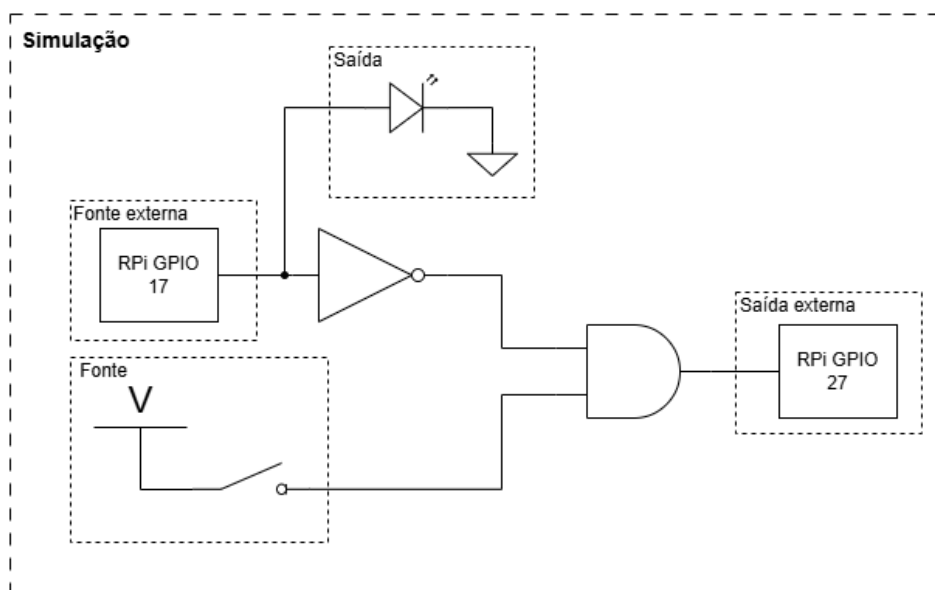 Simulação
Saída
Fonte externa
RPi GPIO
17
Saída externa
RPi GPIO
27
Fonte
V